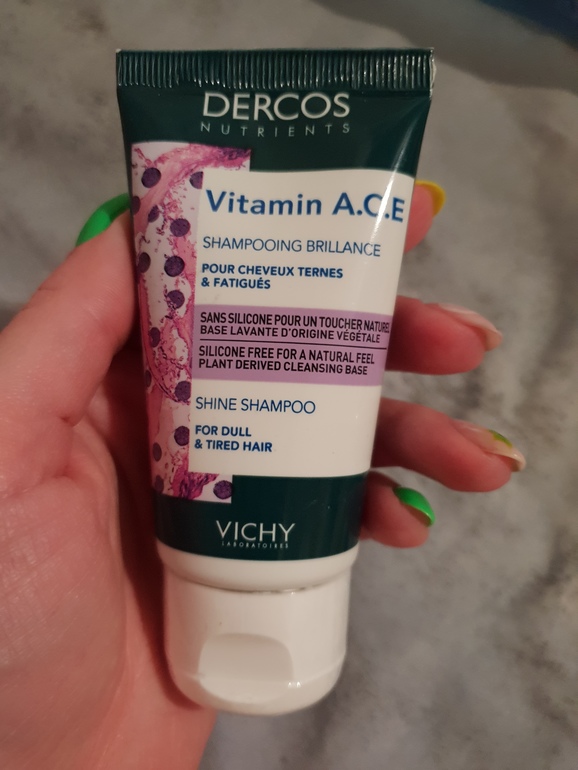 DERCOS
NUTRIENTS
Vitamin A.C.E
SHAMPOOING BRILLANCE
POUR CHEVEUX TERNES
& FATIGUÉS
SANS SILICONE POUR UN TOUCHER NATUREL
BASE LAVANTE D'ORIGINE VÉGÉTALE
SILICONE FREE FOR A NATURAL FEEL
PLANT DERIVED CLEANSING BASE
SHINE SHAMPOO
FOR DULL
& TIRED HAIR
VICHY
LABORATOIRES